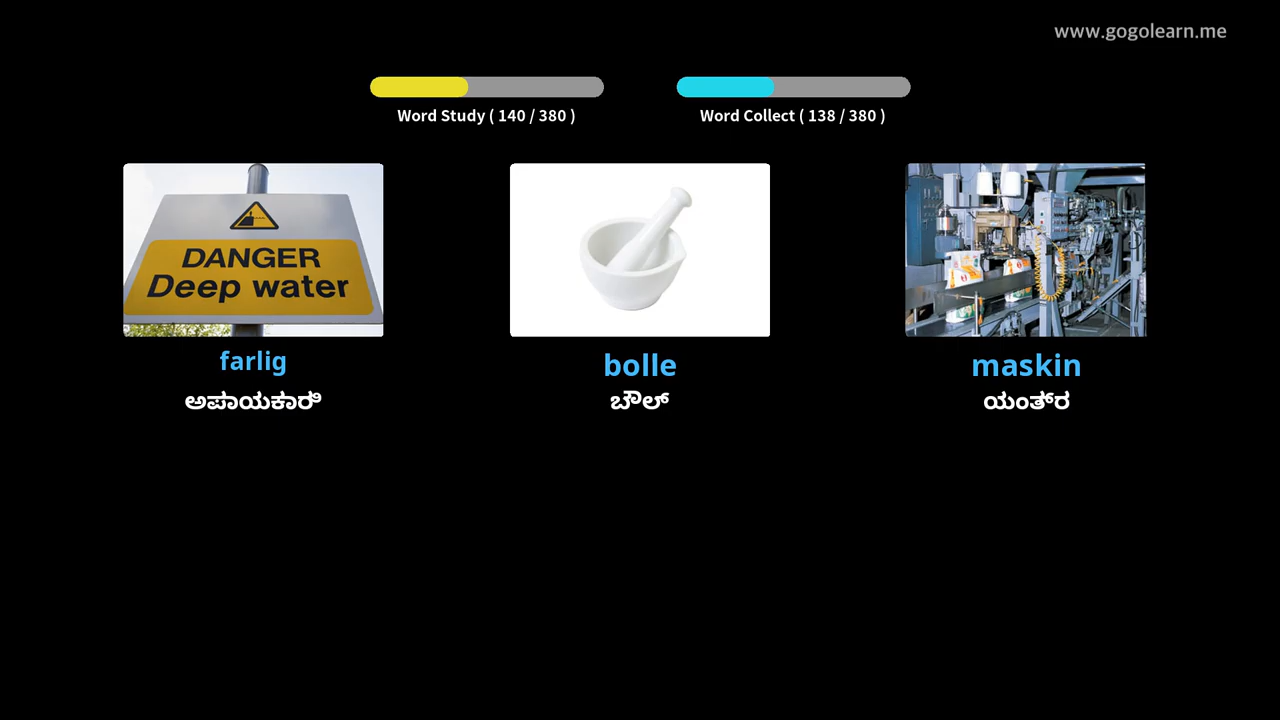 www.gogolearn.me
Word Study ( 140 / 380 )
Word Collect ( 138 / 380 )
DANGER
Deep water
farlig
bolle
maskin
ಅಪಾಯಕಾರಿ
ಬೌಲ್
ಯಂತ್ರ